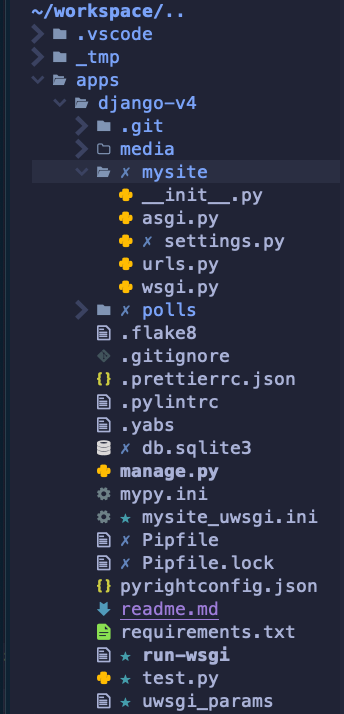 ~/workspace/..
.vscode
_tmp
apps
django-v4
.git
media
✗ mysite
__init__.py
asgi.py
✗ settings.py
urls.py
wsgi.py
✗ polls
.flake8
.gitignore
{} .prettierrc.json
.pylintrc
.yabs
✗ db.sqlite3
manage.py
mypy.ini
★ mysite_uwsgi.ini
✗ Pipfile
✗ Pipfile.lock
{} pyrightconfig.json
readme.md
requirements.txt
★ run-wsgi
★ test.py
★ uwsgi_params